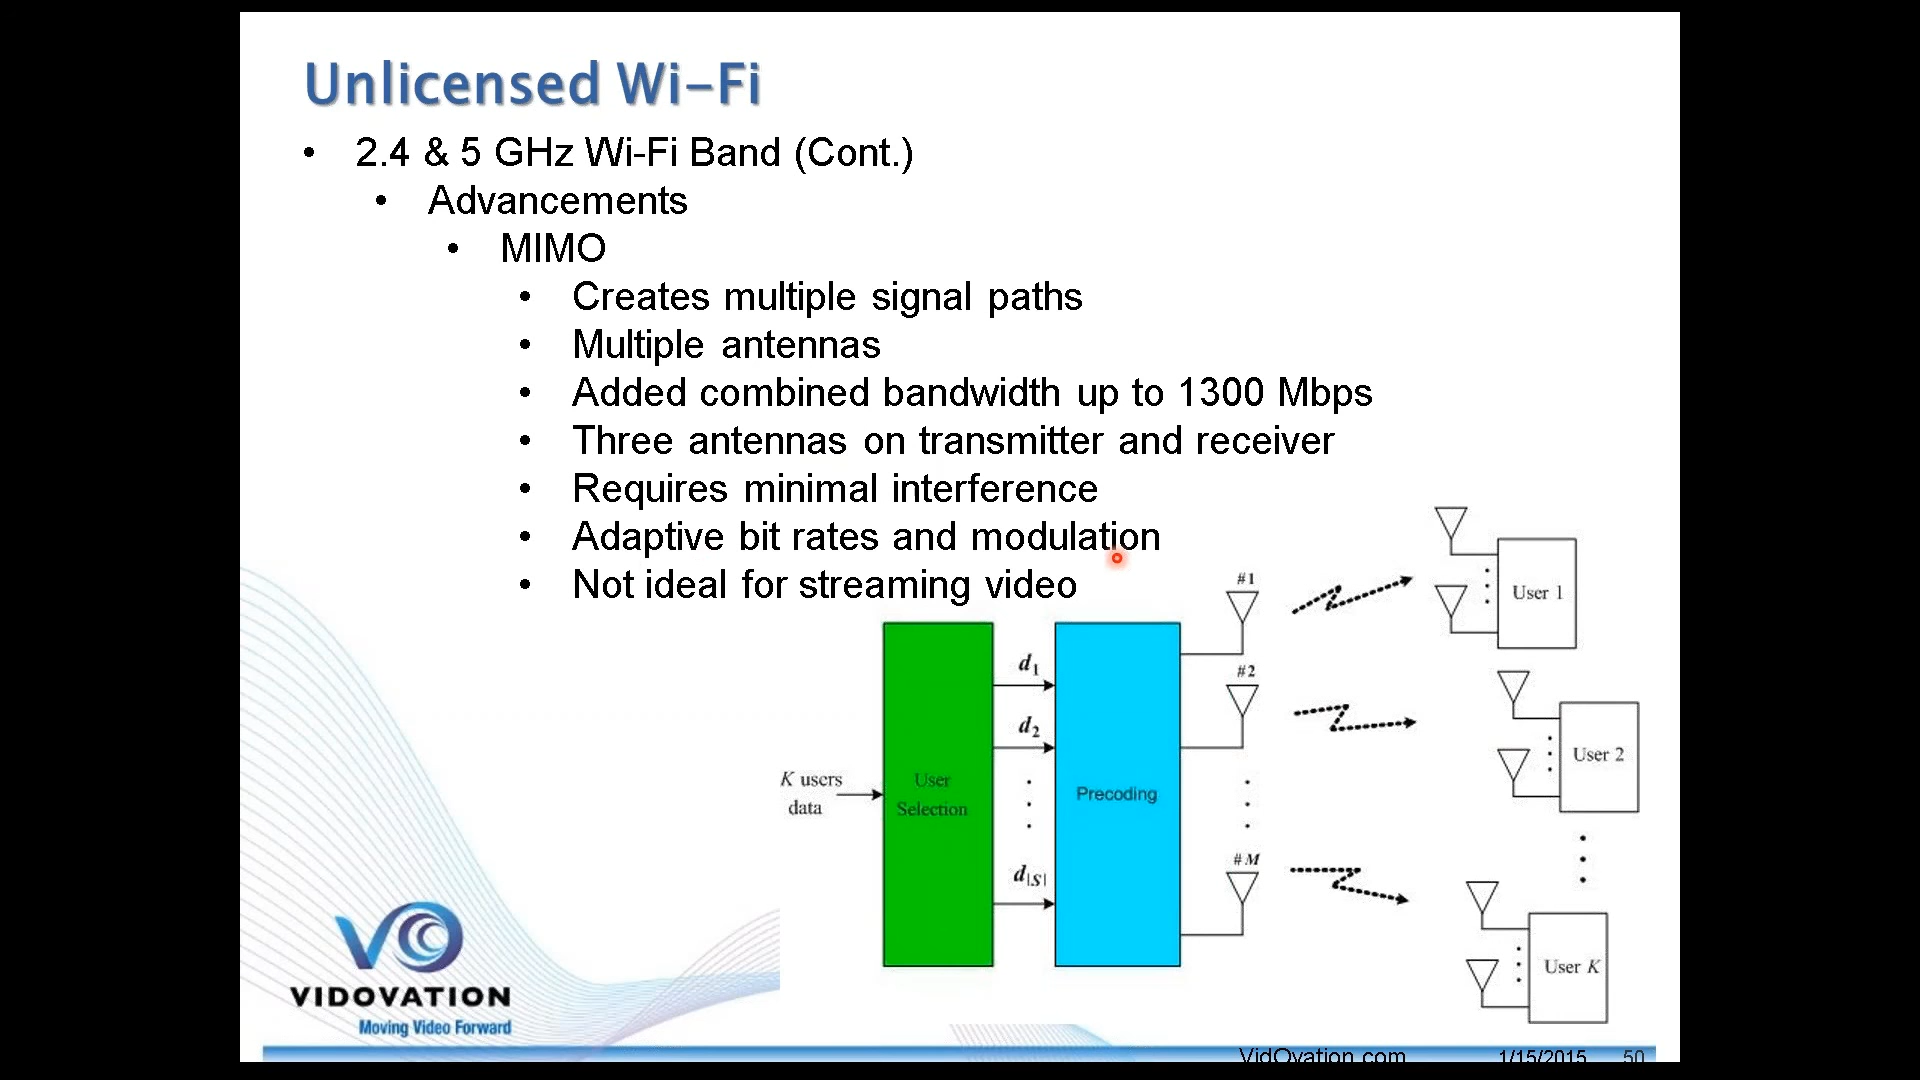 Unlicensed Wi-Fi
• 2.4 & 5 GHz Wi-Fi Band (Cont.)
• Advancements
• MIMO
• Creates multiple signal paths
• Multiple antennas
• Added combined bandwidth up to 1300 Mbps
• Three antennas on transmitter and receiver
• Requires minimal interference
• Adaptive bit rates and modulation
• Not ideal for streaming video
K users
data
User
Selection
d1
d2
d|S|
Precoding
#1
#2
#M
User 1
User 2
User K
VO
VIDOVATION
Moving Video Forward
VidOvation.com 1/15/2015 50